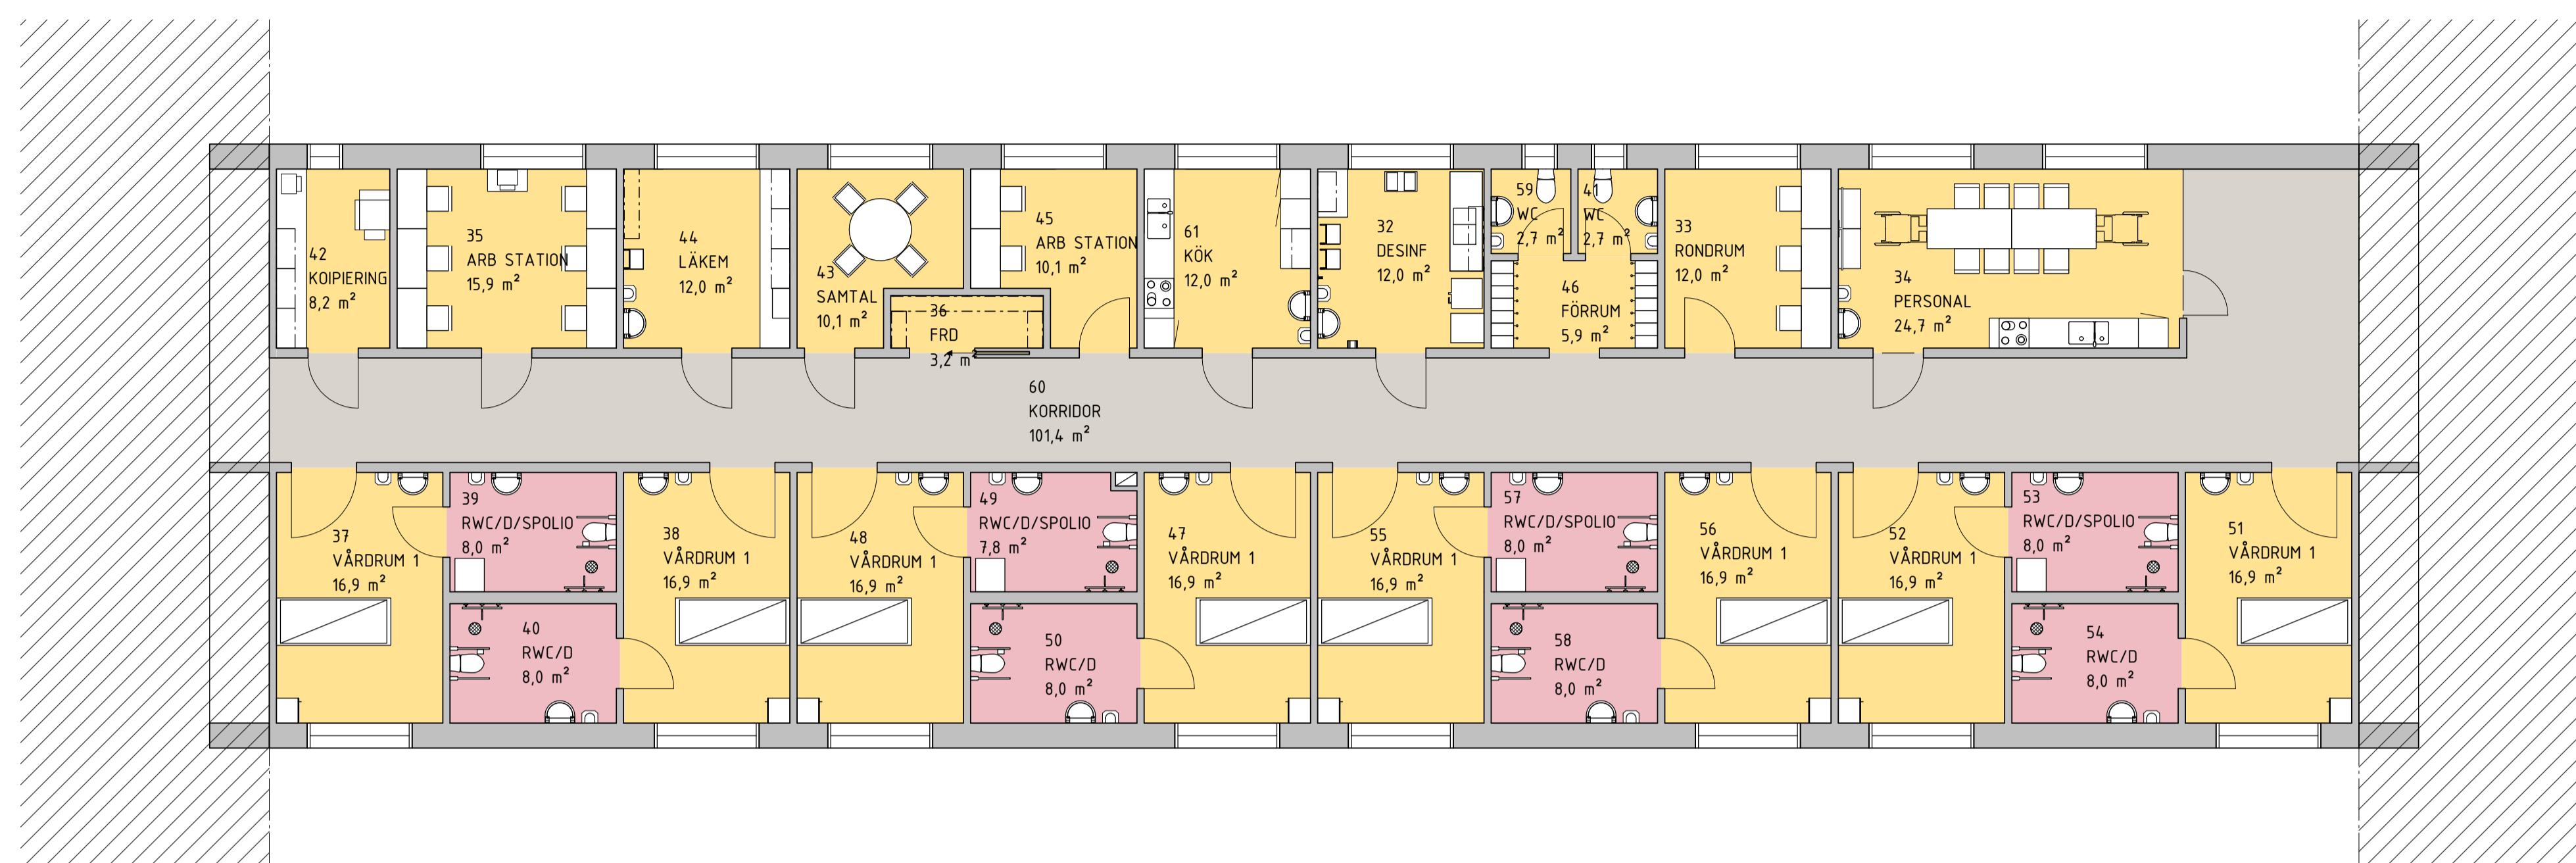 42
KOIPIERING
8,2 m²
35
ARB STATION
15,9 m²
44
LÄKEM
12,0 m²
43
SAMTAL
10,1 m²
36
FRD
3,2 m²
45
ARB STATION
10,1 m²
61
KÖK
12,0 m²
32
DESINF
12,0 m²
59
WC
2,7 m²
41
WC
2,7 m²
46
FÖRRUM
5,9 m²
33
RONDRUM
12,0 m²
34
PERSONAL
24,7 m²
60
KORRIDOR
101,4 m²
37
VÅRDRUM 1
16,9 m²
39
RWC/D/SPOLIO
8,0 m²
40
RWC/D
8,0 m²
38
VÅRDRUM 1
16,9 m²
48
VÅRDRUM 1
16,9 m²
49
RWC/D/SPOLIO
7,8 m²
50
RWC/D
8,0 m²
47
VÅRDRUM 1
16,9 m²
55
VÅRDRUM 1
16,9 m²
57
RWC/D/SPOLIO
8,0 m²
58
RWC/D
8,0 m²
56
VÅRDRUM 1
16,9 m²
52
VÅRDRUM 1
16,9 m²
53
RWC/D/SPOLIO
8,0 m²
54
RWC/D
8,0 m²
51
VÅRDRUM 1
16,9 m²